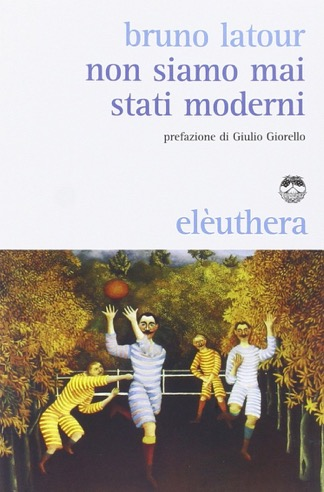 bruno latour
non siamo mai
stati moderni
prefazione di Giulio Giorello
elèuthera